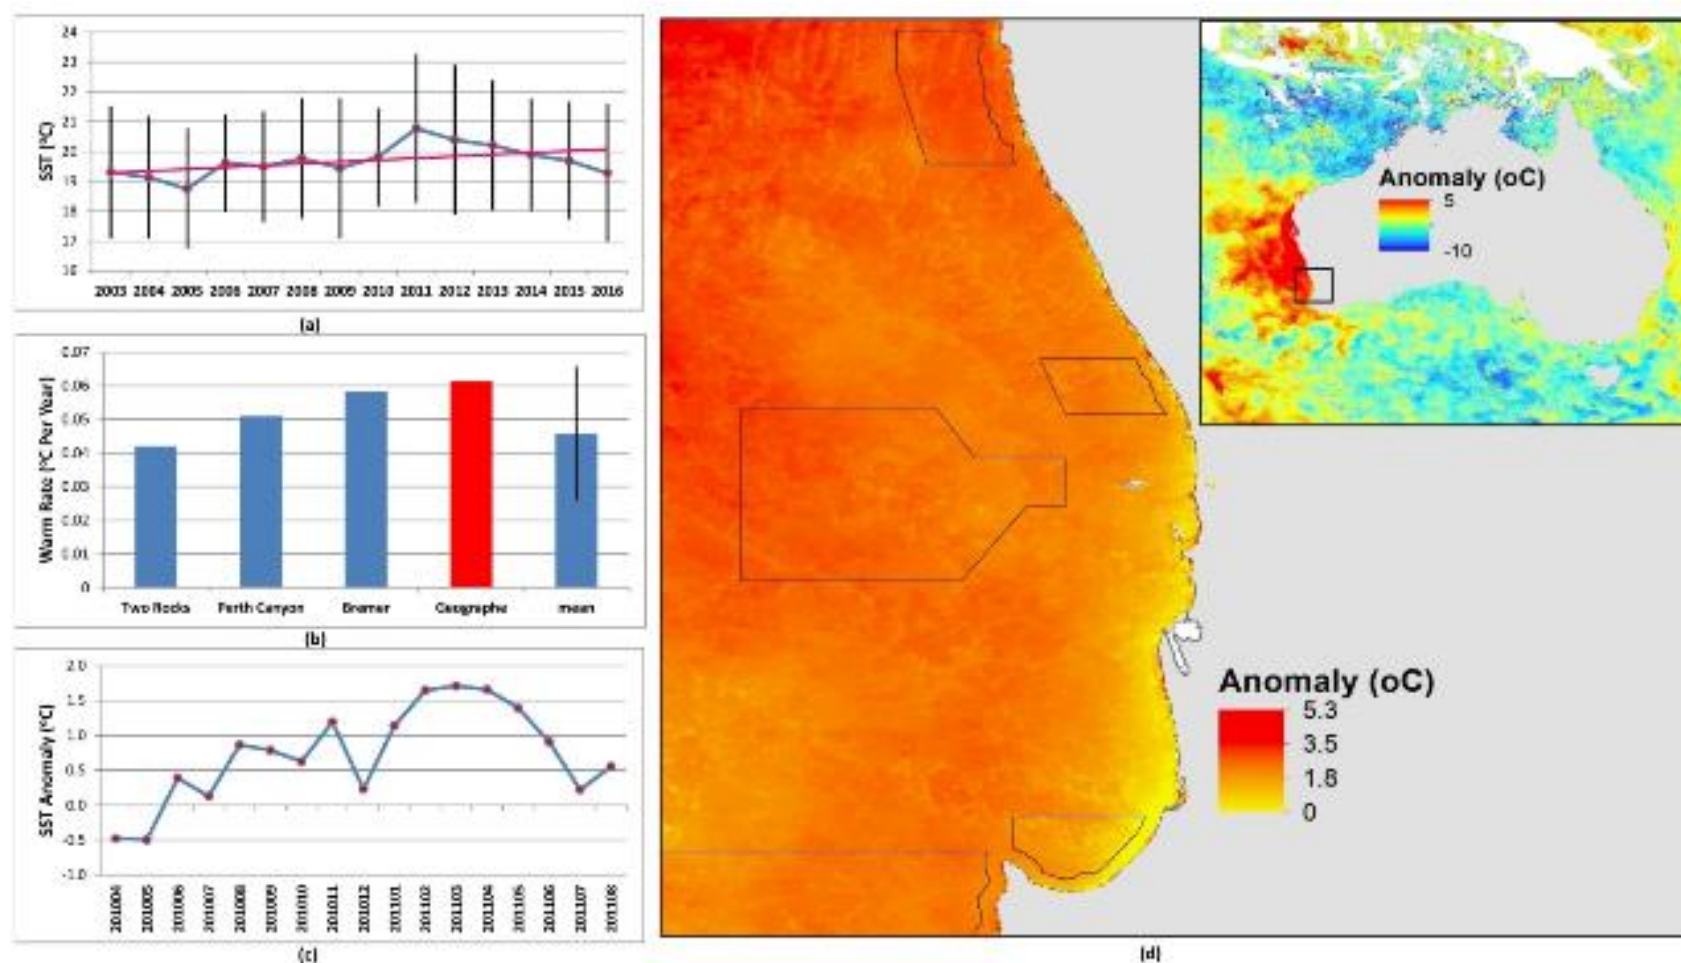 24
23
22
21
20
19
18
17
16
SST (°C)
2003 2004 2005 2006 2007 2008 2009 2010 2011 2012 2013 2014 2015 2016
(a)
0.07
0.06
0.05
0.04
0.03
0.02
0.01
0
Warm Rate (°C Per Year)
Two Rocks Perth Canyon Bremer Geographe mean
(b)
2.0
1.5
1.0
0.5
0.0
-0.5
-1.0
SST Anomaly (°C)
201004 201005 201006 201007 201008 201009 201010 201011 201012 201101 201102 201103 201104 201105 201106 201107 201108
(c)
Anomaly (oC)
5
-10
Anomaly (oC)
5.3
3.5
1.8
0
(d)